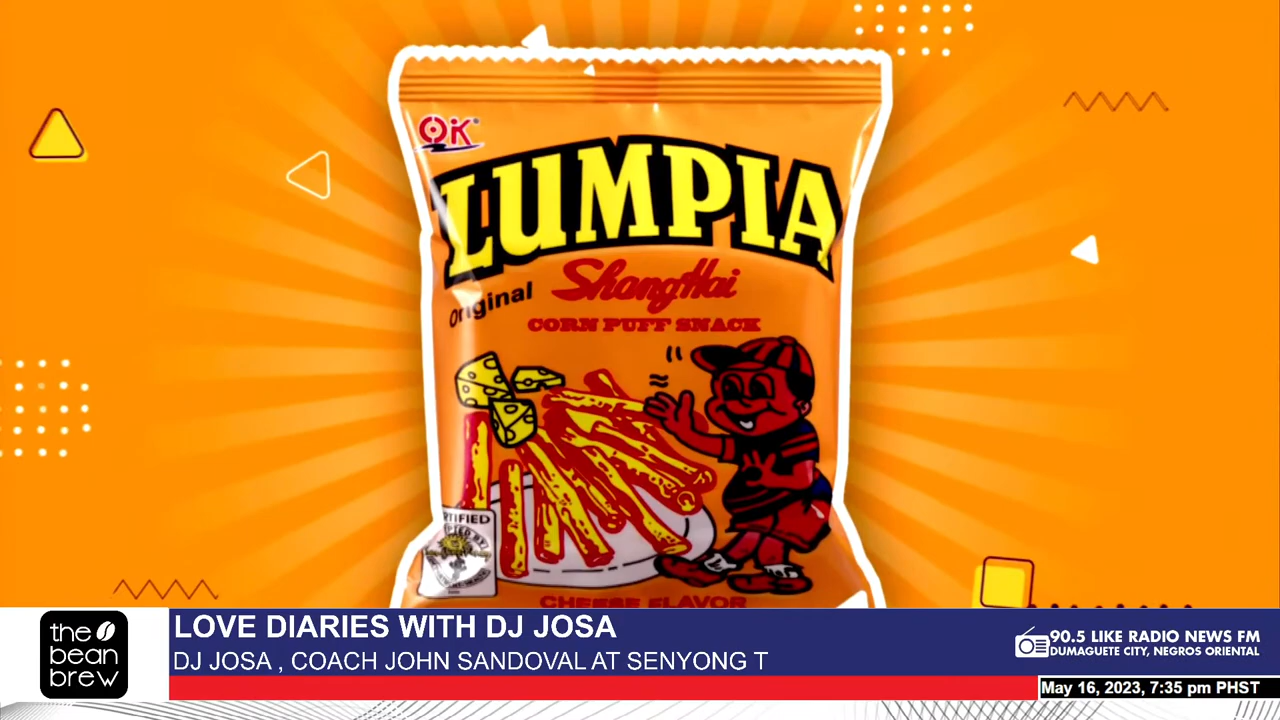 QK
LUMPIA
ShangHai
Original
CORN PUFF SNACK
TIFIED
CHEESE FLAVOR
the
bean
brew
LOVE DIARIES WITH DJ JOSA
DJ JOSA , COACH JOHN SANDOVAL AT SENYONG T
90.5 LIKE RADIO NEWS FM
DUMAGUETE CITY, NEGROS ORIENTAL
May 16, 2023, 7:35 pm PHST